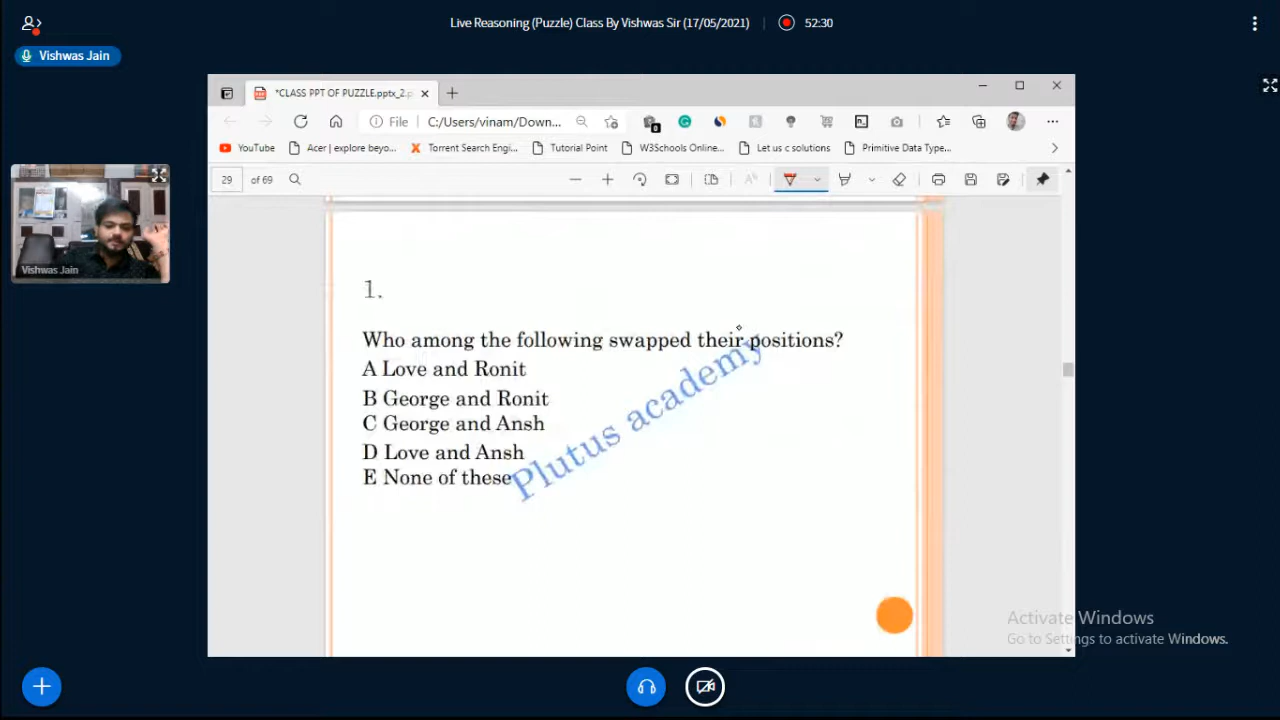 Live Reasoning (Puzzle) Class By Vishwas Sir (17/05/2021)
52:30
Vishwas Jain
*CLASS PPT OF PUZZLE.pptx_2.p
File
C:/Users/vinam/Down...
YouTube
Acer | explore beyo...
Torrent Search Engi...
Tutorial Point
W3Schools Online...
Let us c solutions
Primitive Data Type...
29
of 69
Vishwas Jain
1.
Who among the following swapped their positions?
A Love and Ronit
B George and Ronit
C George and Ansh
D Love and Ansh
E None of these
Plutus academy
Activate Windows
Go to Settings to activate Windows.